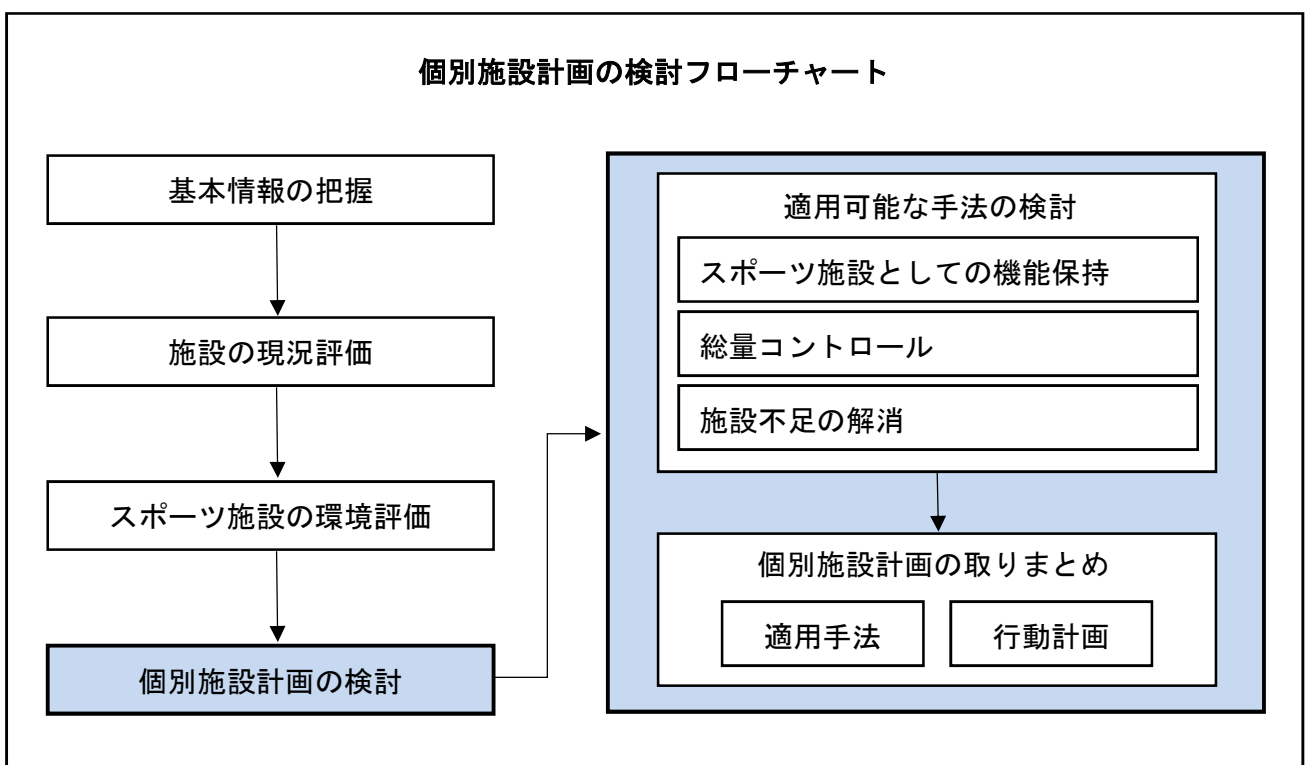 個別施設計画の検討フローチャート
基本情報の把握
施設の現況評価
スポーツ施設の環境評価
個別施設計画の検討
適用可能な手法の検討
スポーツ施設としての機能保持
総量コントロール
施設不足の解消
個別施設計画の取りまとめ
適用手法
行動計画